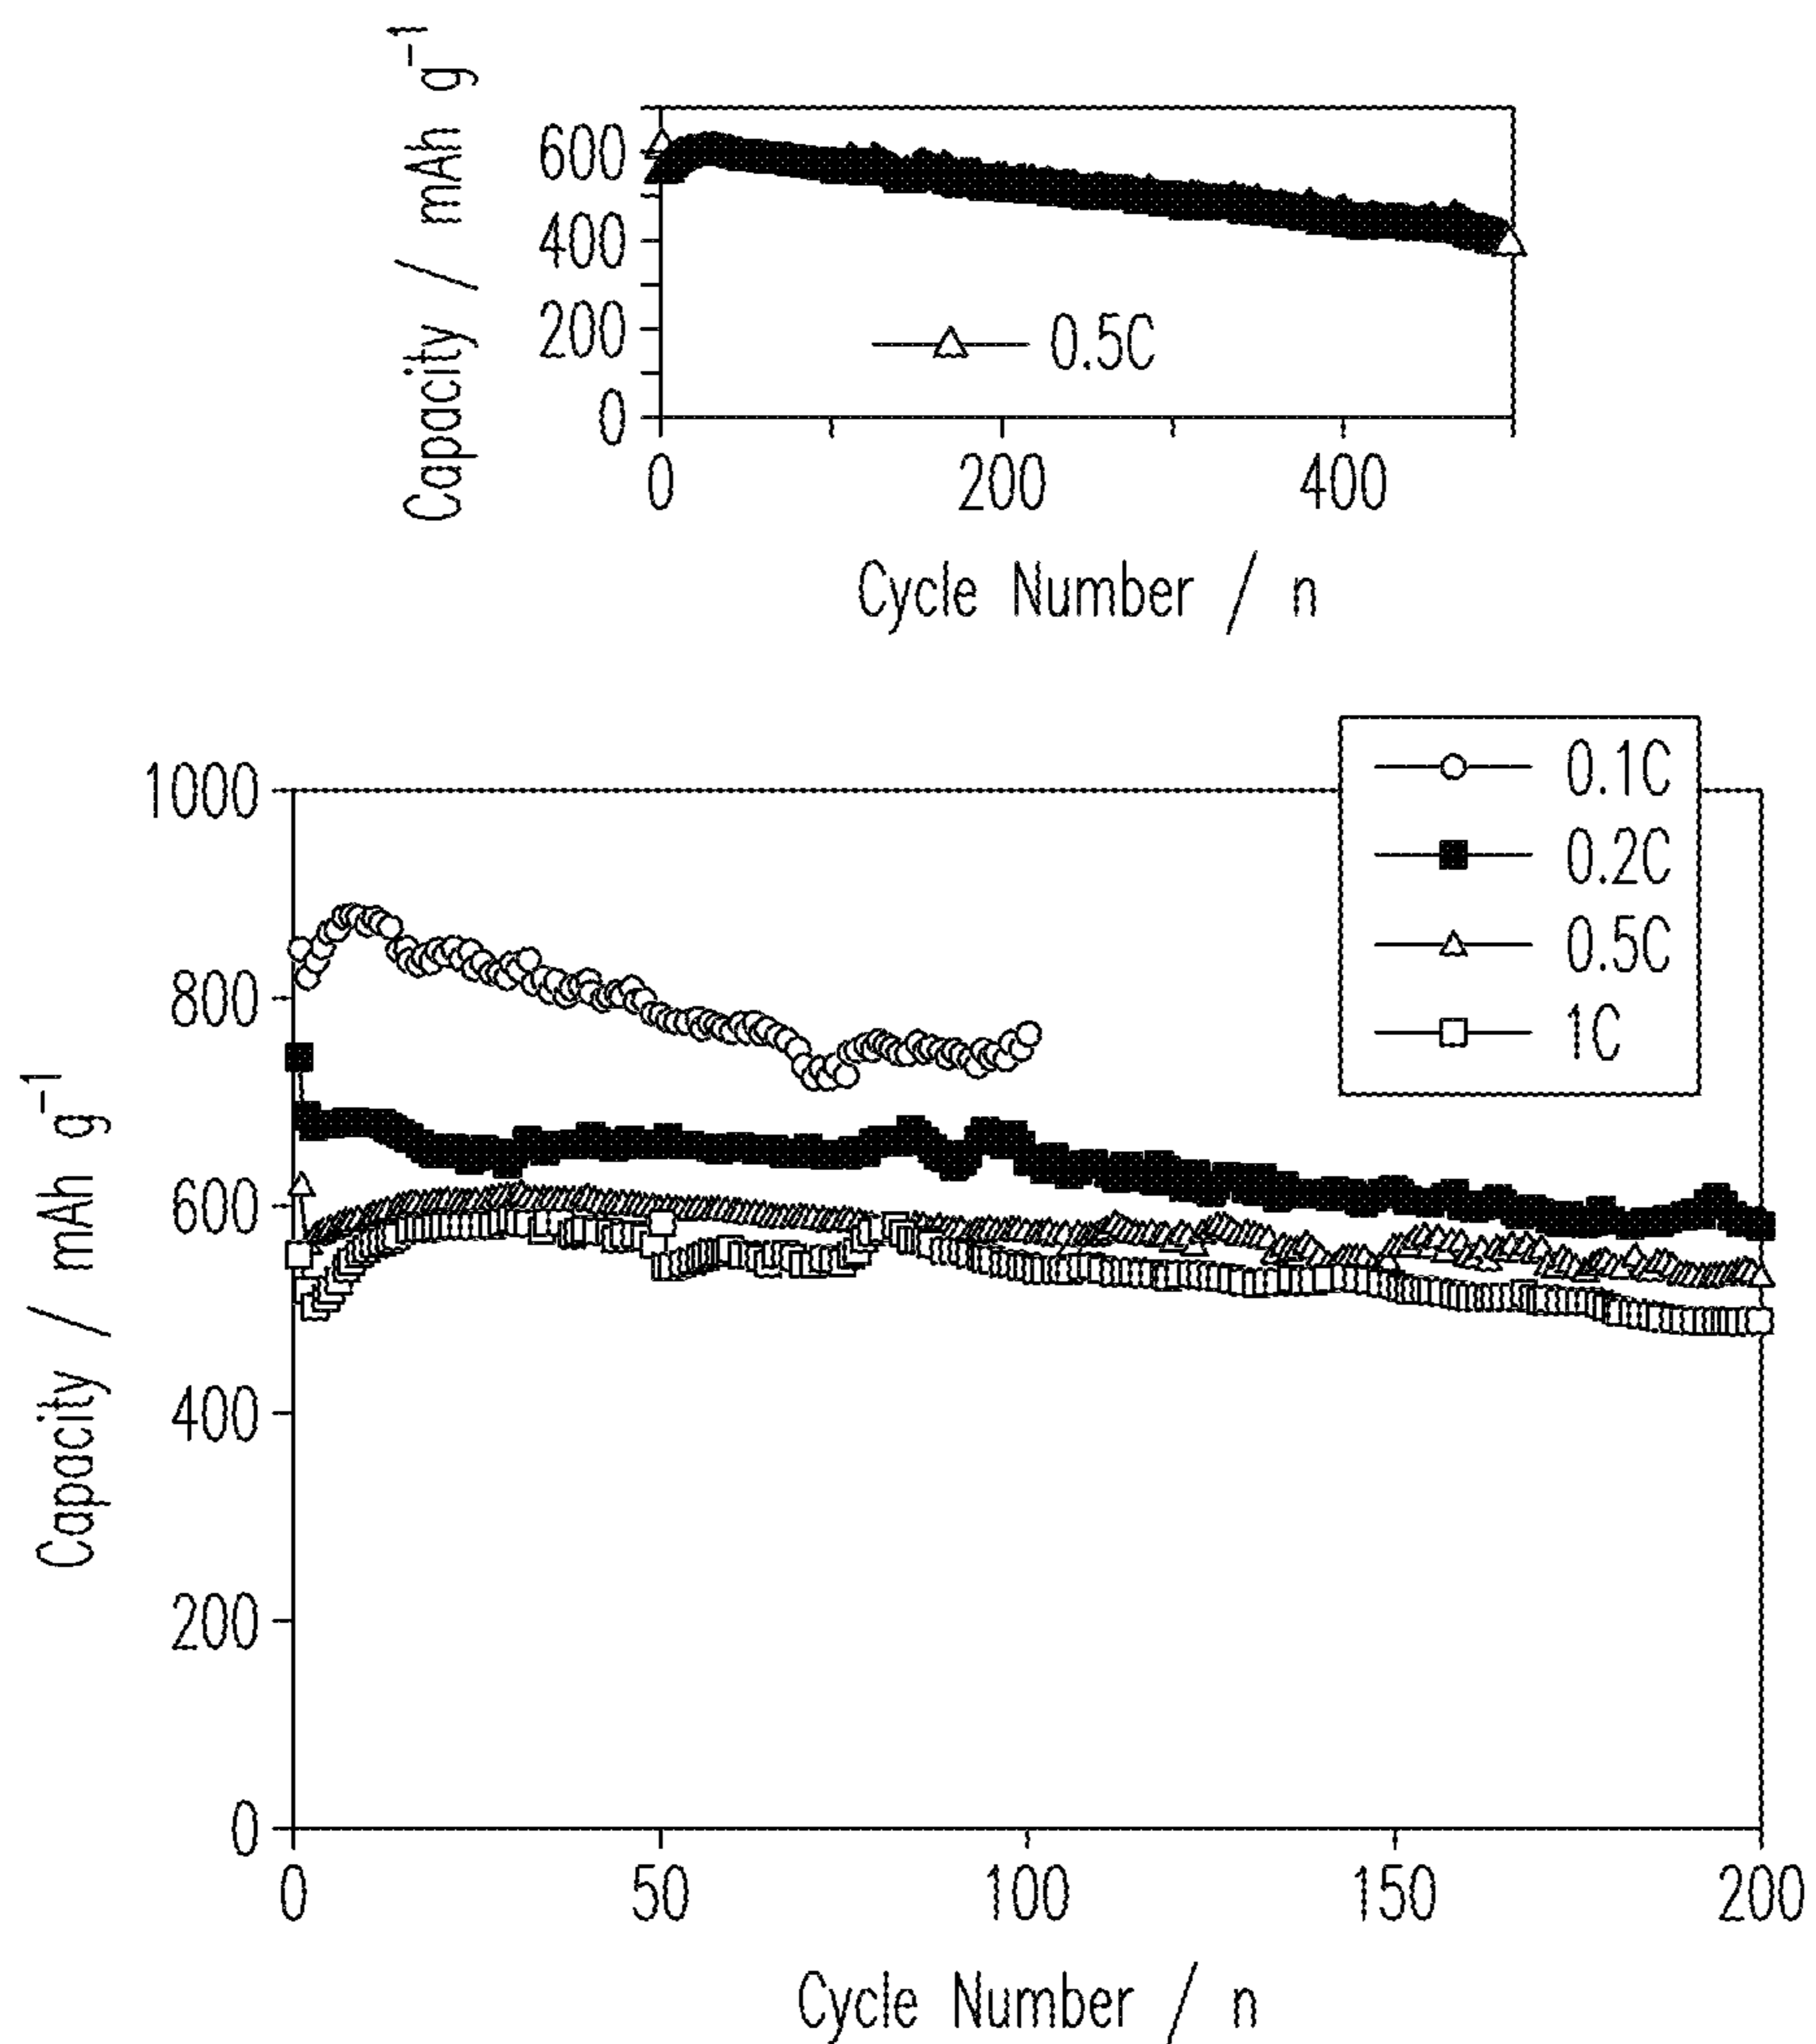 Capacity / mAh g⁻¹
600
400
200
0
0.5C
0 200 400
Cycle Number / n
0.1C
0.2C
0.5C
1C
Capacity / mAh g⁻¹
1000
800
600
400
200
0
0 50 100 150 200
Cycle Number / n